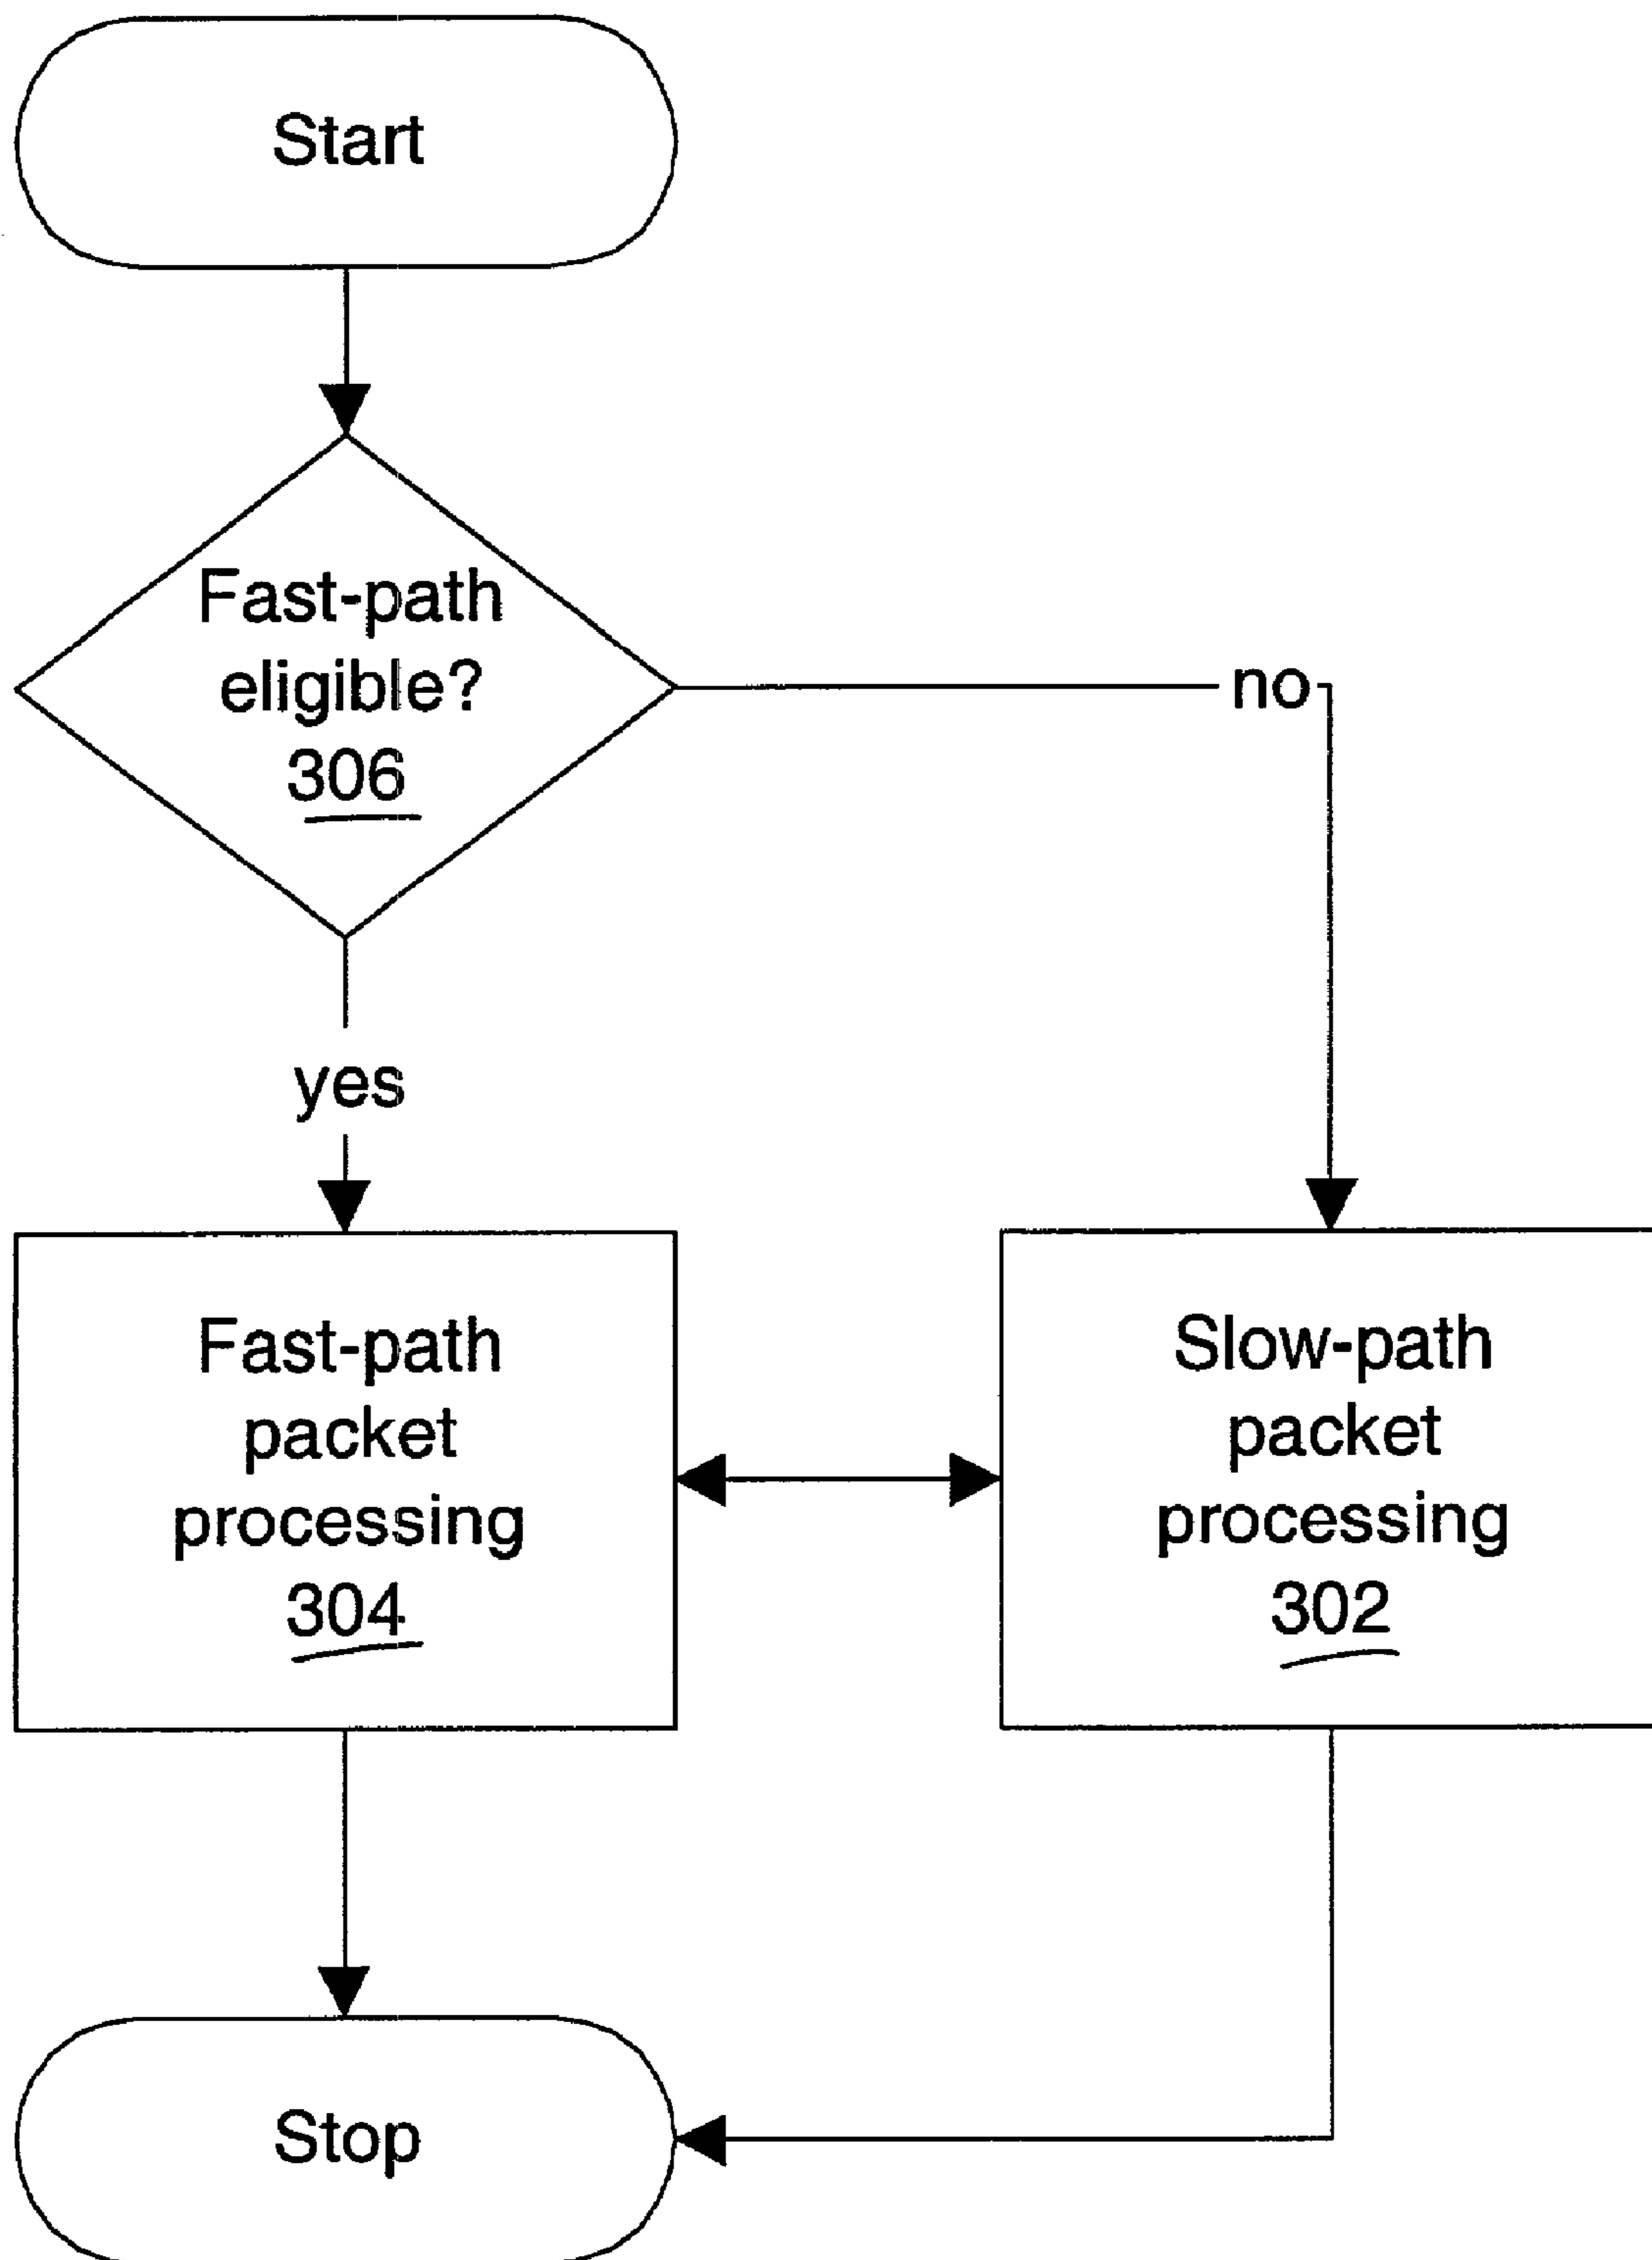 Start
Fast-path
eligible?
306
no
yes
Fast-path
packet
processing
304
Slow-path
packet
processing
302
Stop